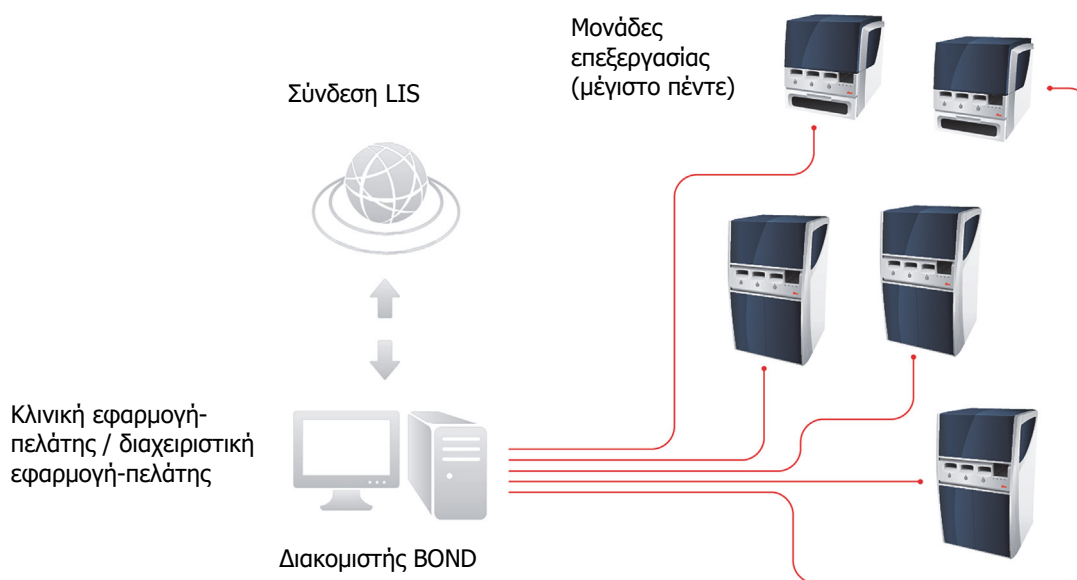 Μονάδες
επεξεργασίας
(μέγιστο πέντε)
Σύνδεση LIS
Κλινική εφαρμογή-
πελάτης / διαχειριστική
εφαρμογή-πελάτης
Διακομιστής BOND